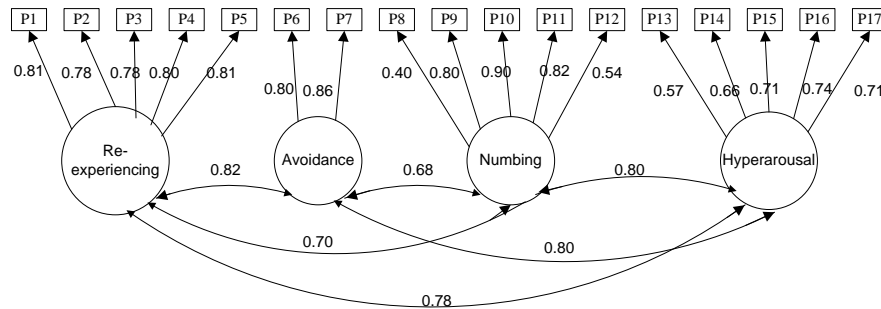 P1 P2 P3 P4 P5 P6 P7 P8 P9 P10 P11 P12 P13 P14 P15 P16 P17
0.81 0.78 0.78 0.80 0.81 0.80 0.86 0.40 0.80 0.90 0.82 0.54 0.57 0.66 0.71 0.74 0.71
Re-
experiencing
Avoidance
Numbing
Hyperarousal
0.82
0.68
0.80
0.70
0.80
0.78